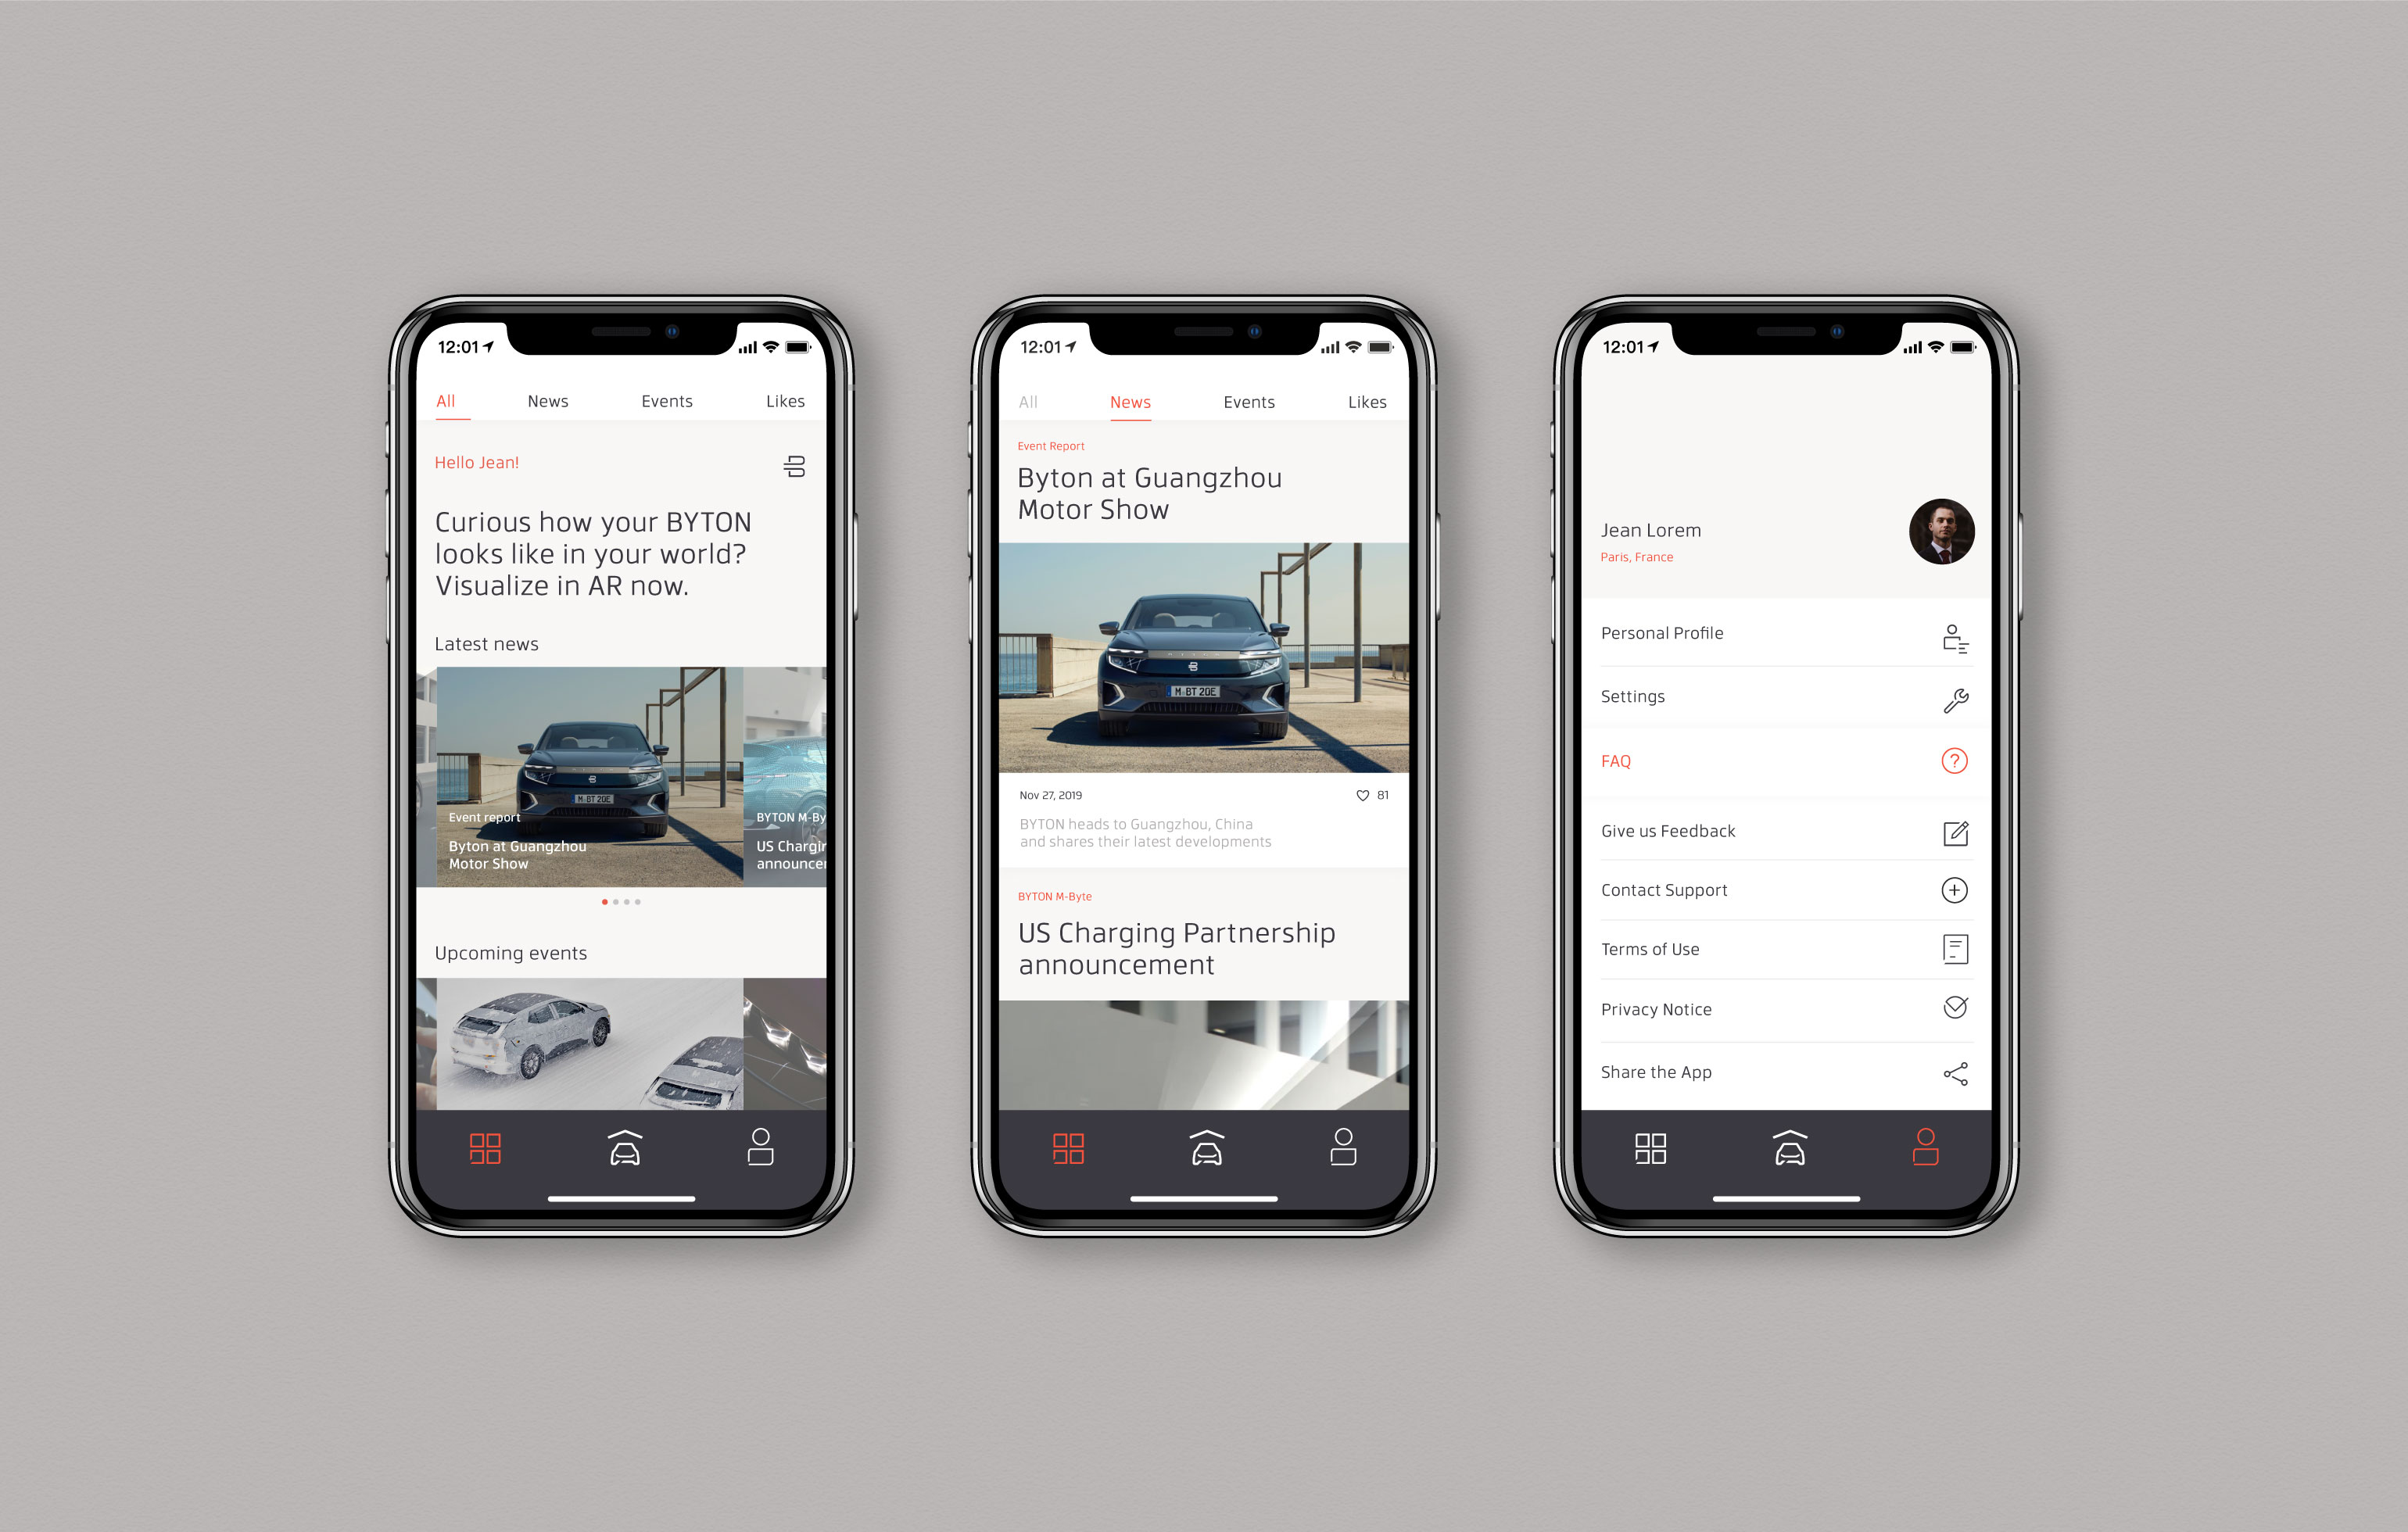 12:01
All News Events Likes
Hello Jean!
Curious how your BYTON
looks like in your world?
Visualize in AR now.
Latest news
M BT 20E
Event report
Byton at Guangzhou
Motor Show
BYTON M-By
US Chargin
announcem
Upcoming events
12:01
All News Events Likes
Event Report
Byton at Guangzhou
Motor Show
M BT 20E
Nov 27, 2019 81
BYTON heads to Guangzhou, China
and shares their latest developments
BYTON M-Byte
US Charging Partnership
announcement
12:01
Jean Lorem
Paris, France
Personal Profile
Settings
FAQ
Give us Feedback
Contact Support
Terms of Use
Privacy Notice
Share the App